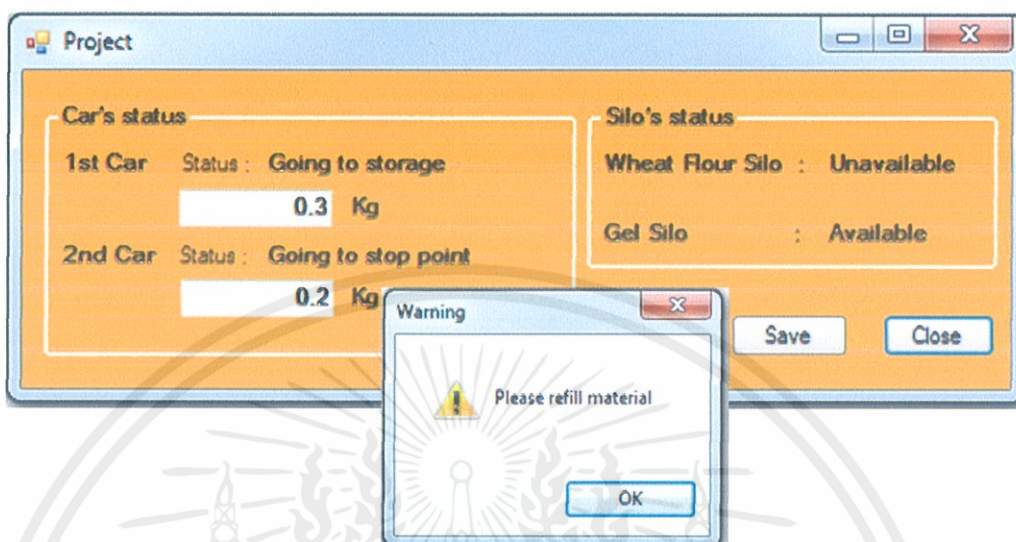 Project
Car's status
1st Car Status : Going to storage
0.3 Kg
2nd Car Status : Going to stop point
0.2 Kg
Silo's status
Wheat Flour Silo : Unavailable
Gel Silo : Available
Save Close
Warning
Please refill material
OK